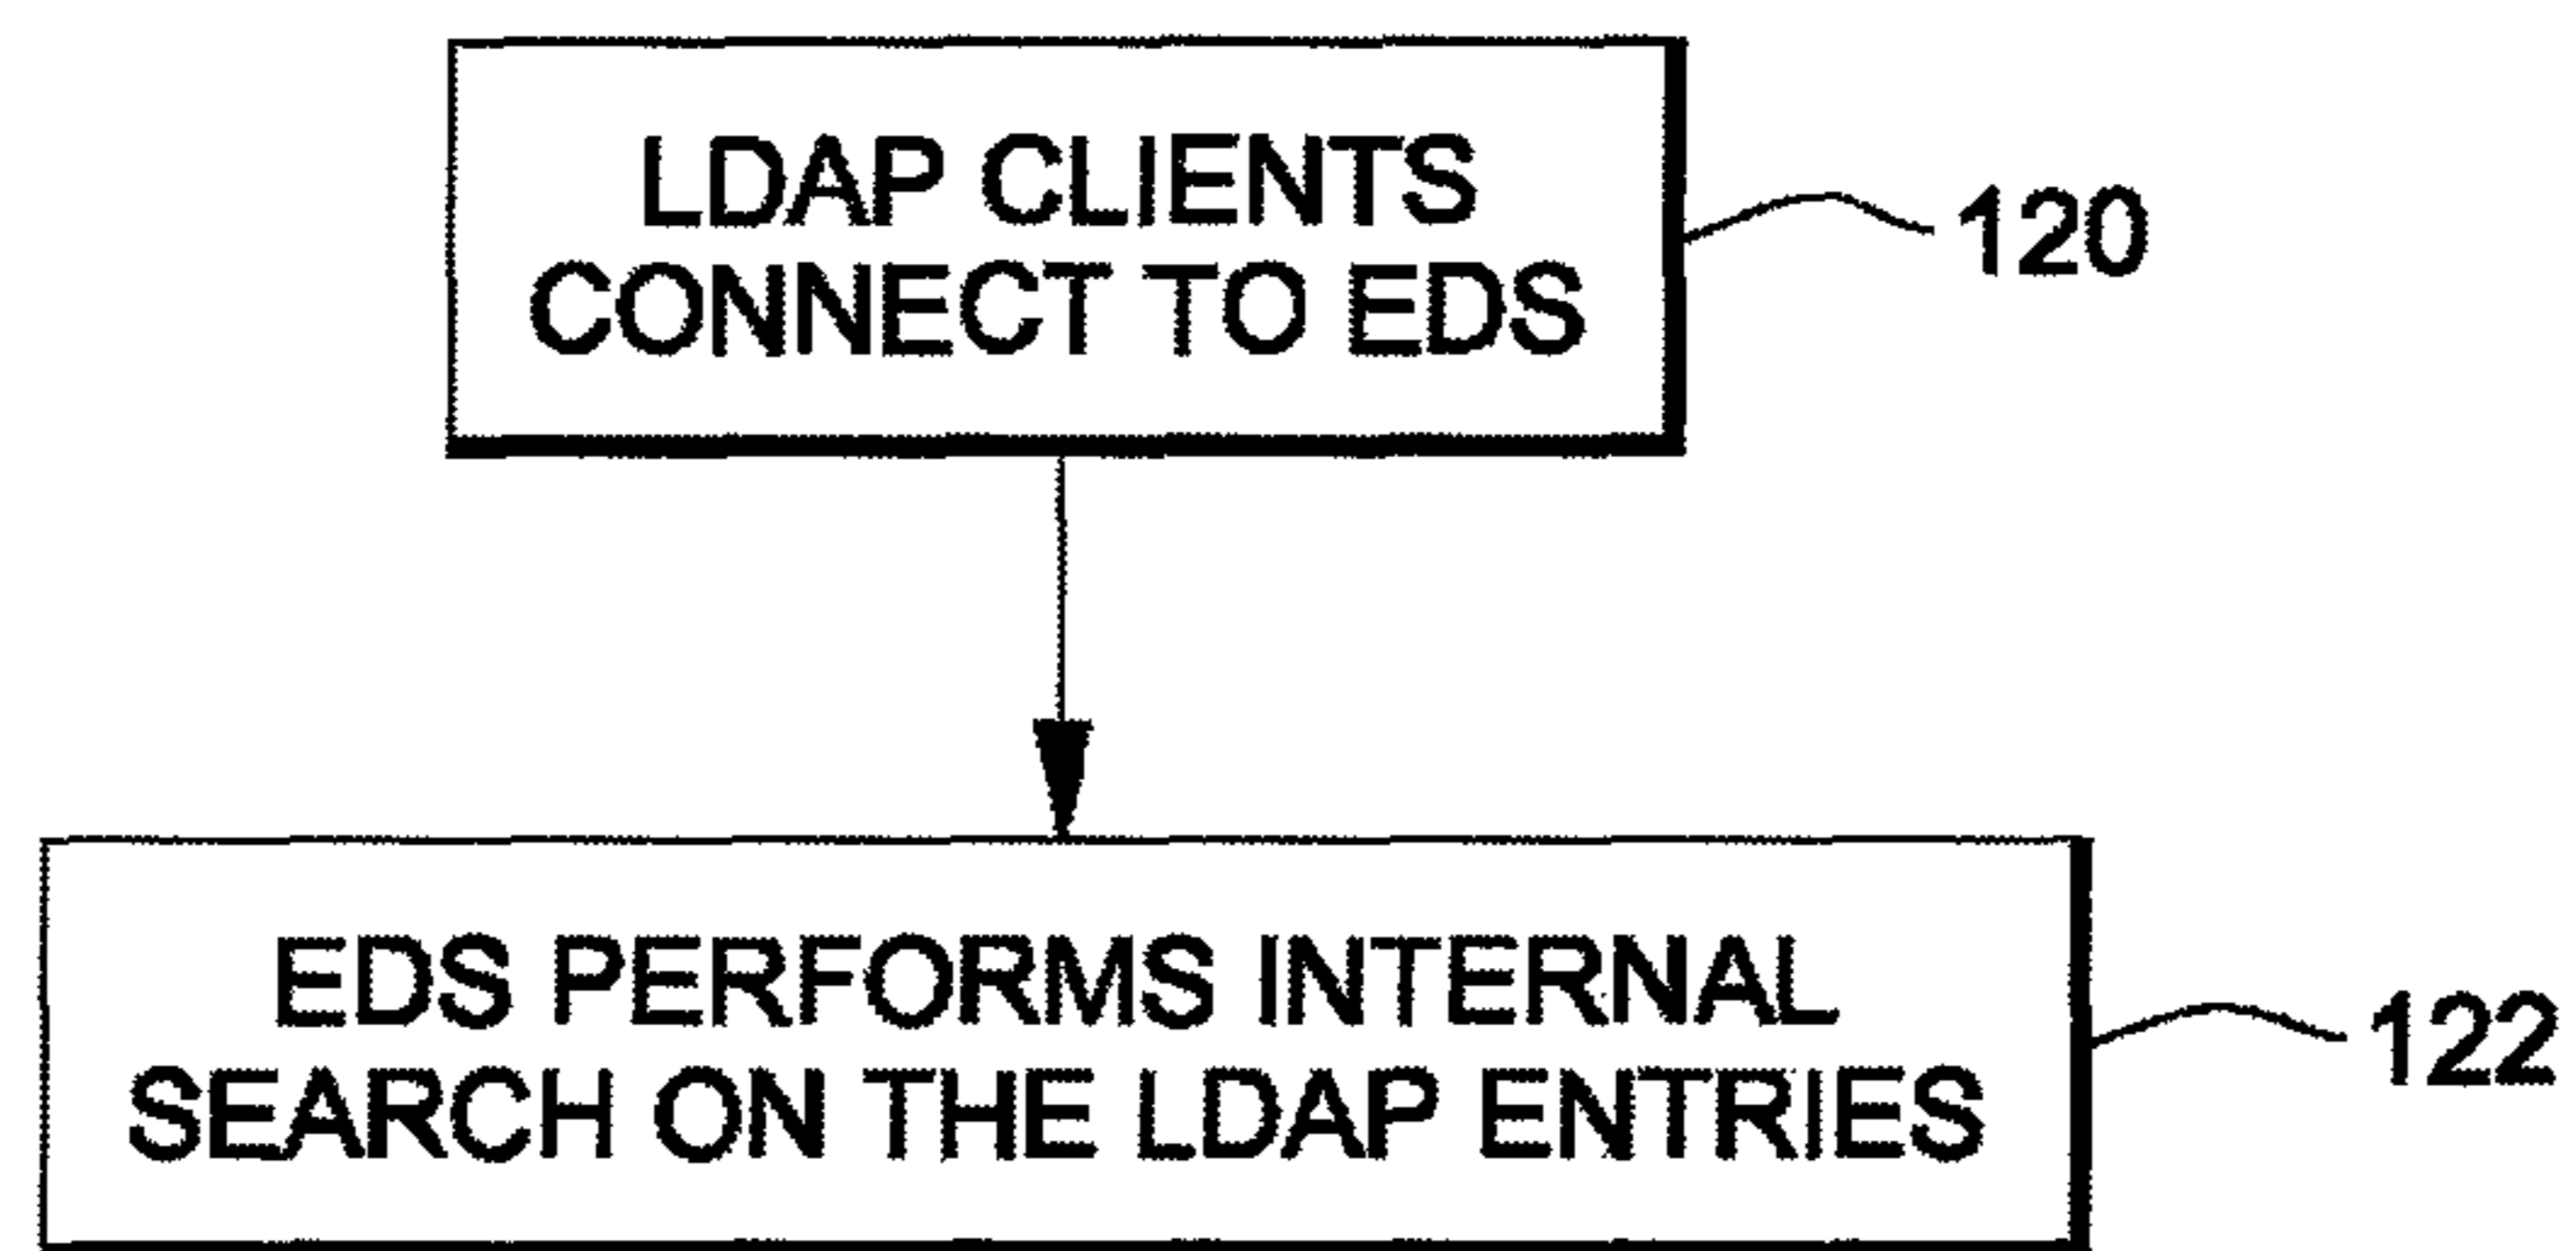 LDAP CLIENTS
CONNECT TO EDS
120
EDS PERFORMS INTERNAL
SEARCH ON THE LDAP ENTRIES
122